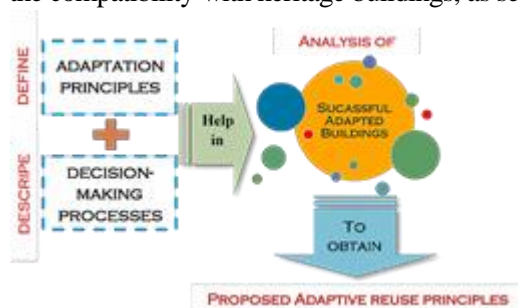 the compatibility with heritage buildings, as se
ANALYSIS OF
DEFINE
ADAPTATION
PRINCIPLES
Help
in
SUCASSFUL
ADAPTED
BUILDINGS
DESCRIPE
DECISION-
MAKING
PROCESSES
TO
OBTAIN
PROPOSED ADAPTIVE REUSE PRINCIPLES